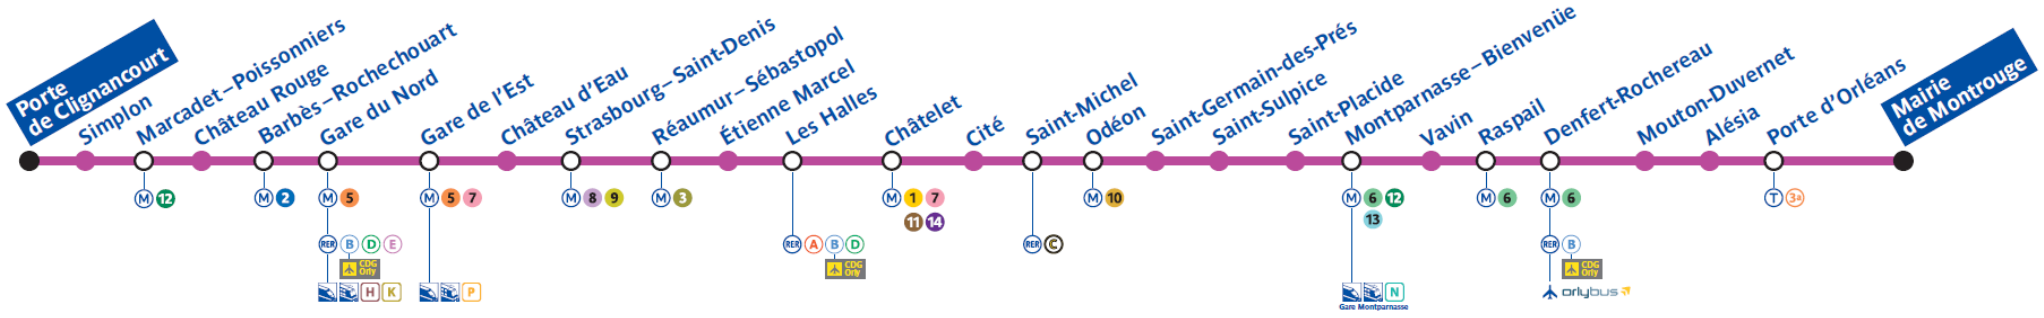 Porte
de Clignancourt
Simplon
Marcadet–Poissonniers
Château Rouge
Barbès–Rochechouart
Gare du Nord
Gare de l'Est
Château d'Eau
Strasbourg–Saint-Denis
Réaumur–Sébastopol
Étienne Marcel
Les Halles
Châtelet
Cité
Saint-Michel
Odéon
Saint-Germain-des-Prés
Saint-Sulpice
Saint-Placide
Montparnasse–Bienvenüe
Vavin
Raspail
Denfert-Rochereau
Mouton-Duvernet
Alésia
Porte d'Orléans
Mairie
de Montrouge
M 12
M 2
M 5
M 5 7
M 8 9
M 3
M 1 7
11 14
M 10
M 6 12
13
M 6
M 6
T 3a
RER B D E
CDG
Orly
H K
P
RER A B D
CDG
Orly
RER C
N
Gare Montparnasse
RER B
CDG
Orly
orlybus